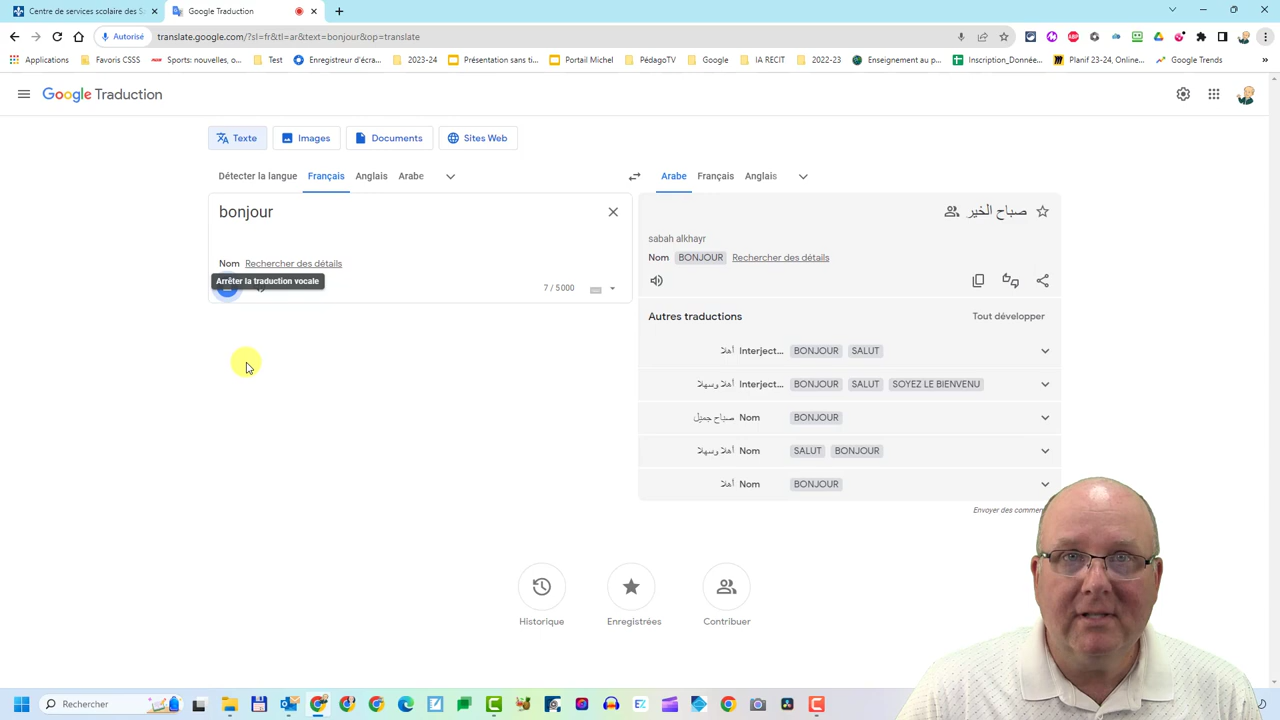 Centre de services scolaire des Sa
Google Traduction
Autorisé
translate.google.com/?sl=fr&tl=ar&text=bonjour&op=translate
Applications
Favoris CSSS
Sports: nouvelles, o...
Test
Enregistreur d'écra...
2023-24
Présentation sans ti...
Portail Michel
PédagoTV
Google
IA RECIT
2022-23
Enseignement au p...
Inscription_Donnée...
Planif 23-24, Online...
Google Trends
»
Google Traduction
Texte
Images
Documents
Sites Web
Détecter la langue
Français
Anglais
Arabe
Arabe
Français
Anglais
bonjour
صباح الخير
sabah alkhayr
Nom Rechercher des détails
Nom BONJOUR Rechercher des détails
Arrêter la traduction vocale
7 / 5000
Autres traductions
Tout développer
أهلا Interject... BONJOUR SALUT
أهلا وسهلا Interject... BONJOUR SALUT SOYEZ LE BIENVENU
صباح جميل Nom BONJOUR
أهلا وسهلا Nom SALUT BONJOUR
أهلا Nom BONJOUR
Envoyer des commen
Historique
Enregistrées
Contribuer
Rechercher